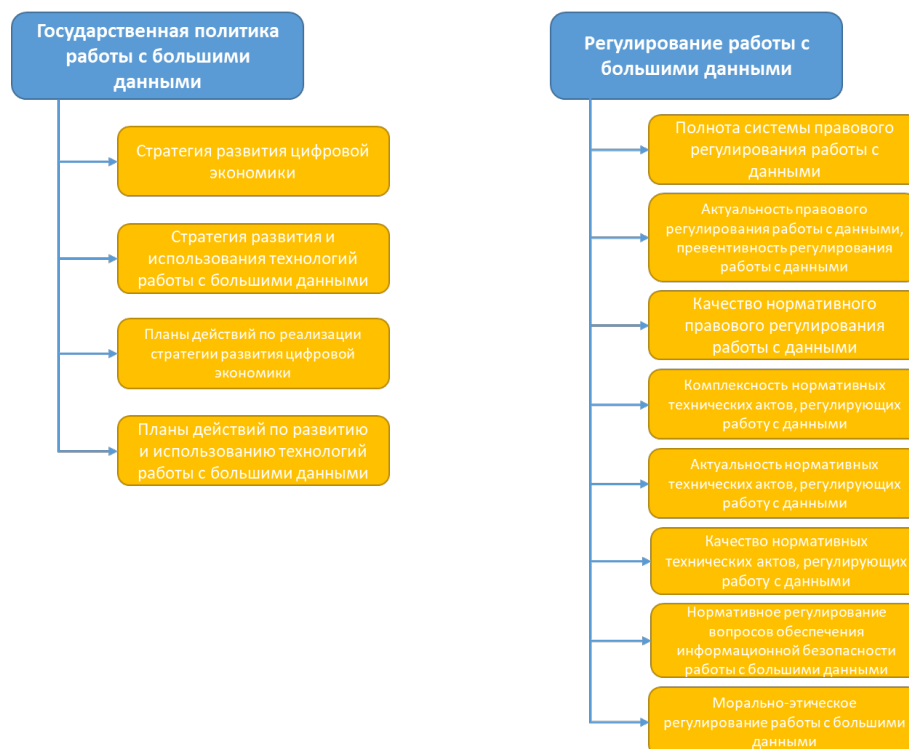 Государственная политика
работы с большими
данными
Стратегия развития цифровой
экономики
Стратегия развития и
использования технологий
работы с большими данными
Планы действий по реализации
стратегии развития цифровой
экономики
Планы действий по развитию
и использованию технологий
работы с большими данными
Регулирование работы с
большими данными
Полнота системы правового
регулирования работы с
данными
Актуальность правового
регулирования работы с данными,
превентивность регулирования
работы с данными
Качество нормативного
правового регулирования
работы с данными
Комплексность нормативных
технических актов, регулирующих
работу с данными
Актуальность нормативных
технических актов, регулирующих
работу с данными
Качество нормативных
технических актов, регулирующих
работу с данными
Нормативное регулирование
вопросов обеспечения
информационной безопасности
работы с большими данными
Морально-этическое
регулирование работы с большими
данными